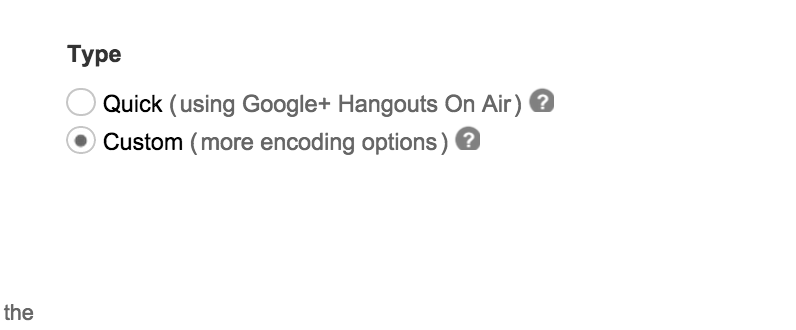 Type
Quick (using Google+ Hangouts On Air) ?
Custom (more encoding options) ?
the